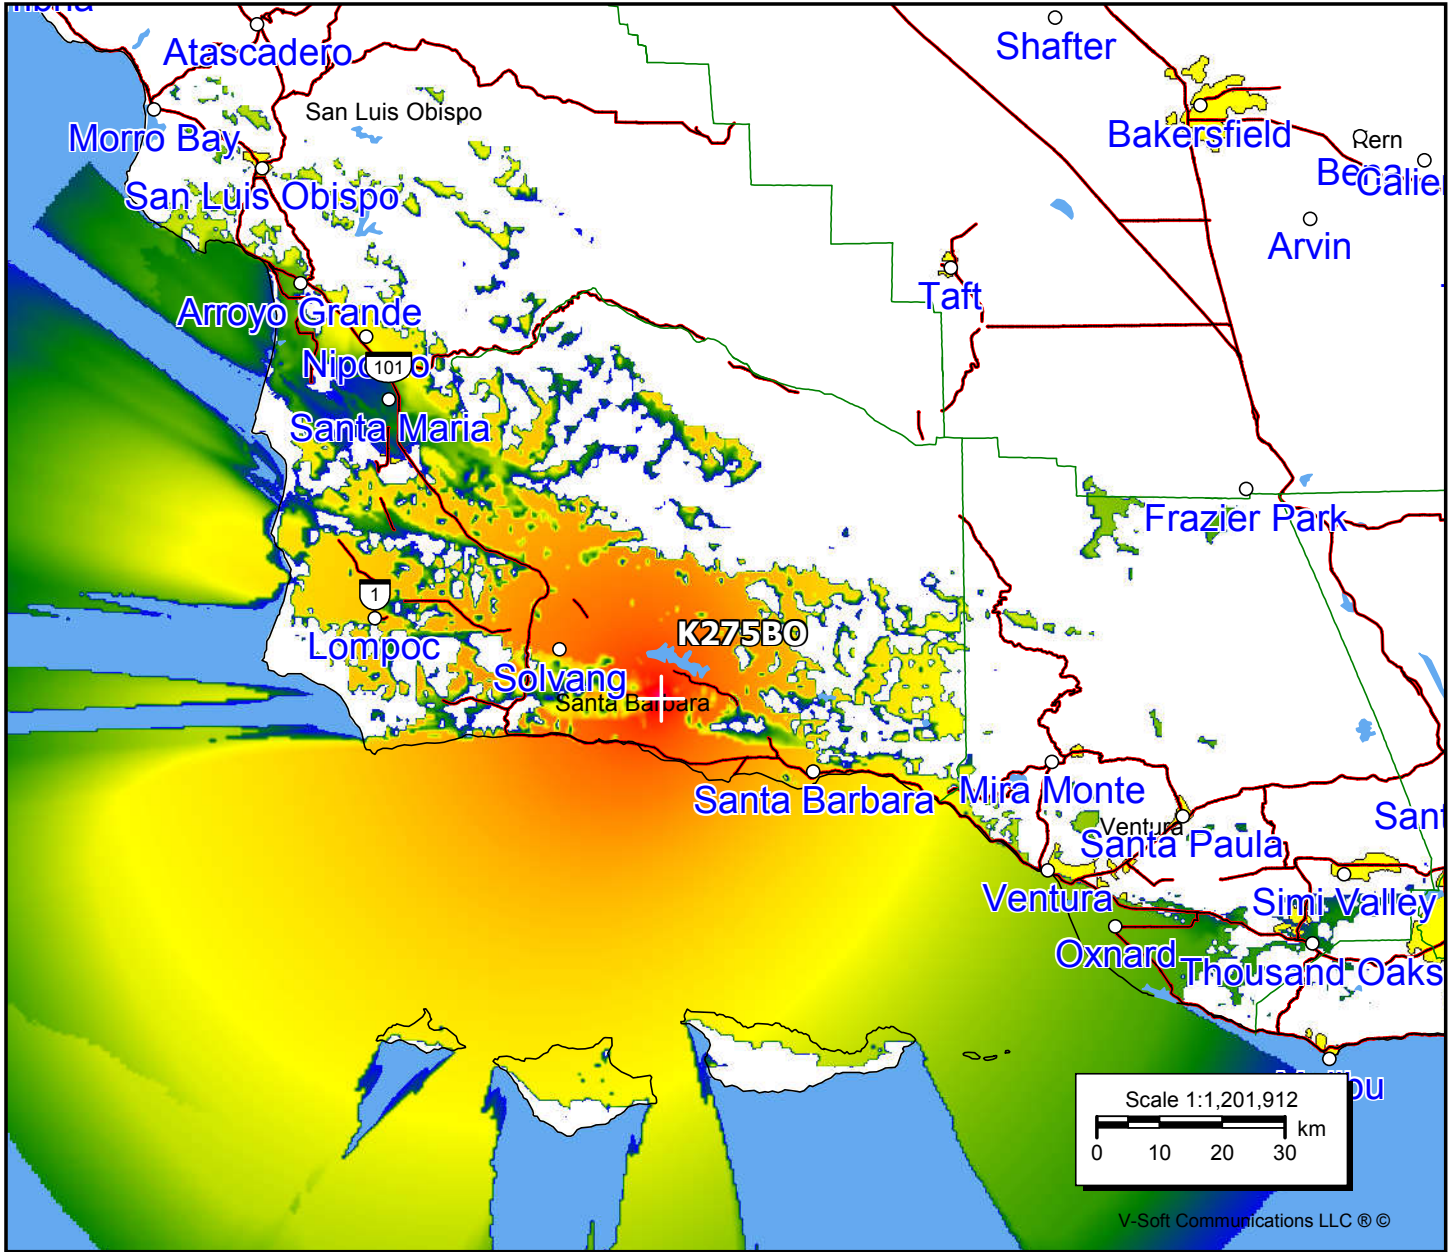 Atascadero
Shafter
San Luis Obispo
Morro Bay
Bakersfield
San Luis Obispo
Arvin
Taft
Arroyo Grande
101
Santa Maria
Frazier Park
1
K275BO
Lompoc
Solvang
Santa Barbara
Santa Barbara
Mira Monte
Ventura
Santa Paula
Ventura
Simi Valley
Oxnard
Thousand Oaks
Scale 1:1,201,912
km
0 10 20 30
V-Soft Communications LLC ® ©